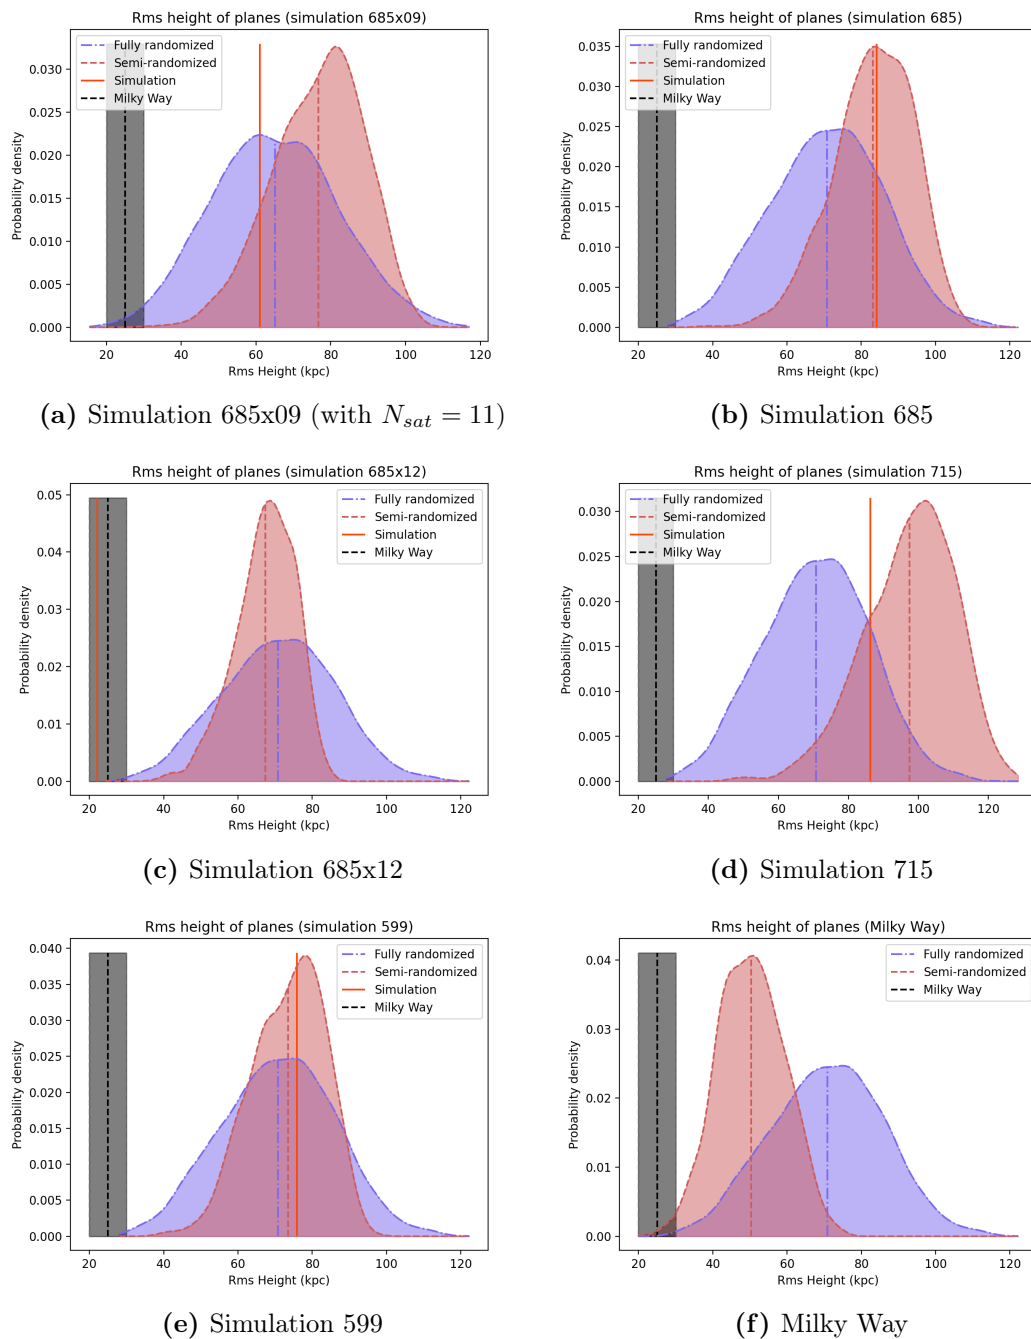 Rms height of planes (simulation 685x09)
Fully randomized
Semi-randomized
Simulation
Milky Way
Probability density
0.030
0.025
0.020
0.015
0.010
0.005
0.000
20 40 60 80 100 120
Rms Height (kpc)
(a) Simulation 685x09 (with N_sat = 11)
Rms height of planes (simulation 685)
Fully randomized
Semi-randomized
Simulation
Milky Way
Probability density
0.035
0.030
0.025
0.020
0.015
0.010
0.005
0.000
20 40 60 80 100
Rms Height (kpc)
(b) Simulation 685
Rms height of planes (simulation 685x12)
Fully randomized
Semi-randomized
Simulation
Milky Way
Probability density
0.05
0.04
0.03
0.02
0.01
0.00
20 40 60 80 100 120
Rms Height (kpc)
(c) Simulation 685x12
Rms height of planes (simulation 715)
Fully randomized
Semi-randomized
Simulation
Milky Way
Probability density
0.030
0.025
0.020
0.015
0.010
0.005
0.000
20 40 60 80 100 120
Rms Height (kpc)
(d) Simulation 715
Rms height of planes (simulation 599)
Fully randomized
Semi-randomized
Simulation
Milky Way
Probability density
0.040
0.035
0.030
0.025
0.020
0.015
0.010
0.005
0.000
20 40 60 80 100 120
Rms Height (kpc)
(e) Simulation 599
Rms height of planes (Milky Way)
Fully randomized
Semi-randomized
Milky Way
Probability density
0.04
0.03
0.02
0.01
0.00
20 40 60 80 100 120
Rms Height (kpc)
(f) Milky Way